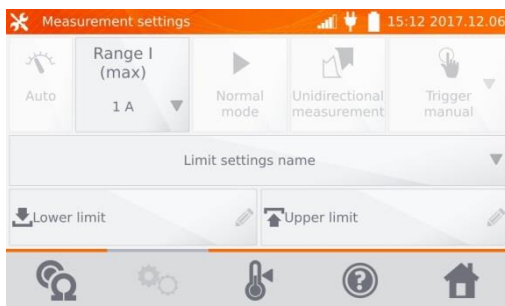 Measurement settings 15:12 2017.12.06
Auto
Range I
(max)
1 A
Normal
mode
Unidirectional
measurement
Trigger
manual
Limit settings name
Lower limit
Upper limit